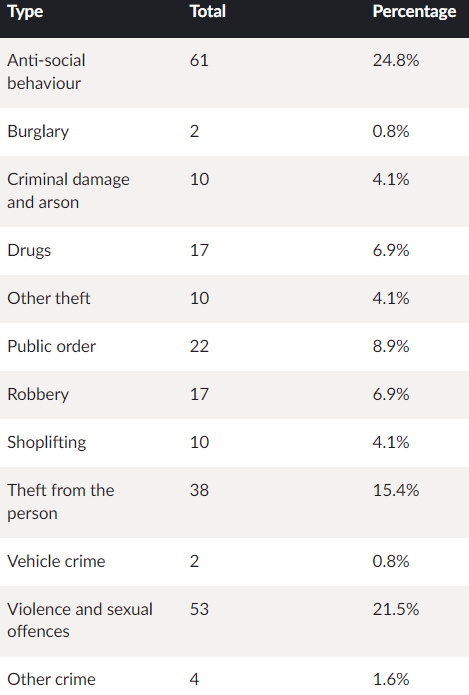 Type Total Percentage
Anti-social 61 24.8%
behaviour
Burglary 2 0.8%
Criminal damage 10 4.1%
and arson
Drugs 17 6.9%
Other theft 10 4.1%
Public order 22 8.9%
Robbery 17 6.9%
Shoplifting 10 4.1%
Theft from the 38 15.4%
person
Vehicle crime 2 0.8%
Violence and sexual 53 21.5%
offences
Other crime 4 1.6%